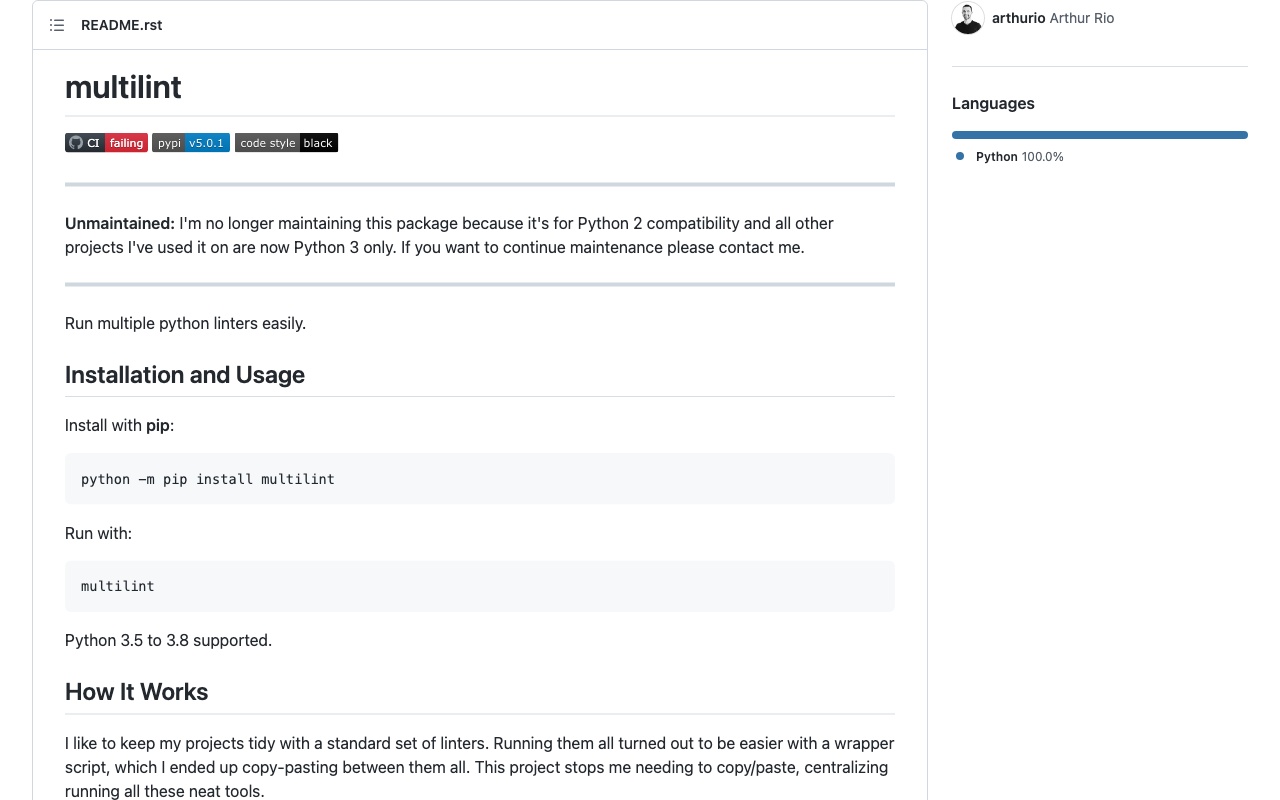 README.rst
multilint
CI failing pypi v5.0.1 code style black
Unmaintained: I'm no longer maintaining this package because it's for Python 2 compatibility and all other
projects I've used it on are now Python 3 only. If you want to continue maintenance please contact me.
Run multiple python linters easily.
Installation and Usage
Install with pip:
python -m pip install multilint
Run with:
multilint
Python 3.5 to 3.8 supported.
How It Works
I like to keep my projects tidy with a standard set of linters. Running them all turned out to be easier with a wrapper
script, which I ended up copy-pasting between them all. This project stops me needing to copy/paste, centralizing
running all these neat tools.
arthurio Arthur Rio
Languages
Python 100.0%